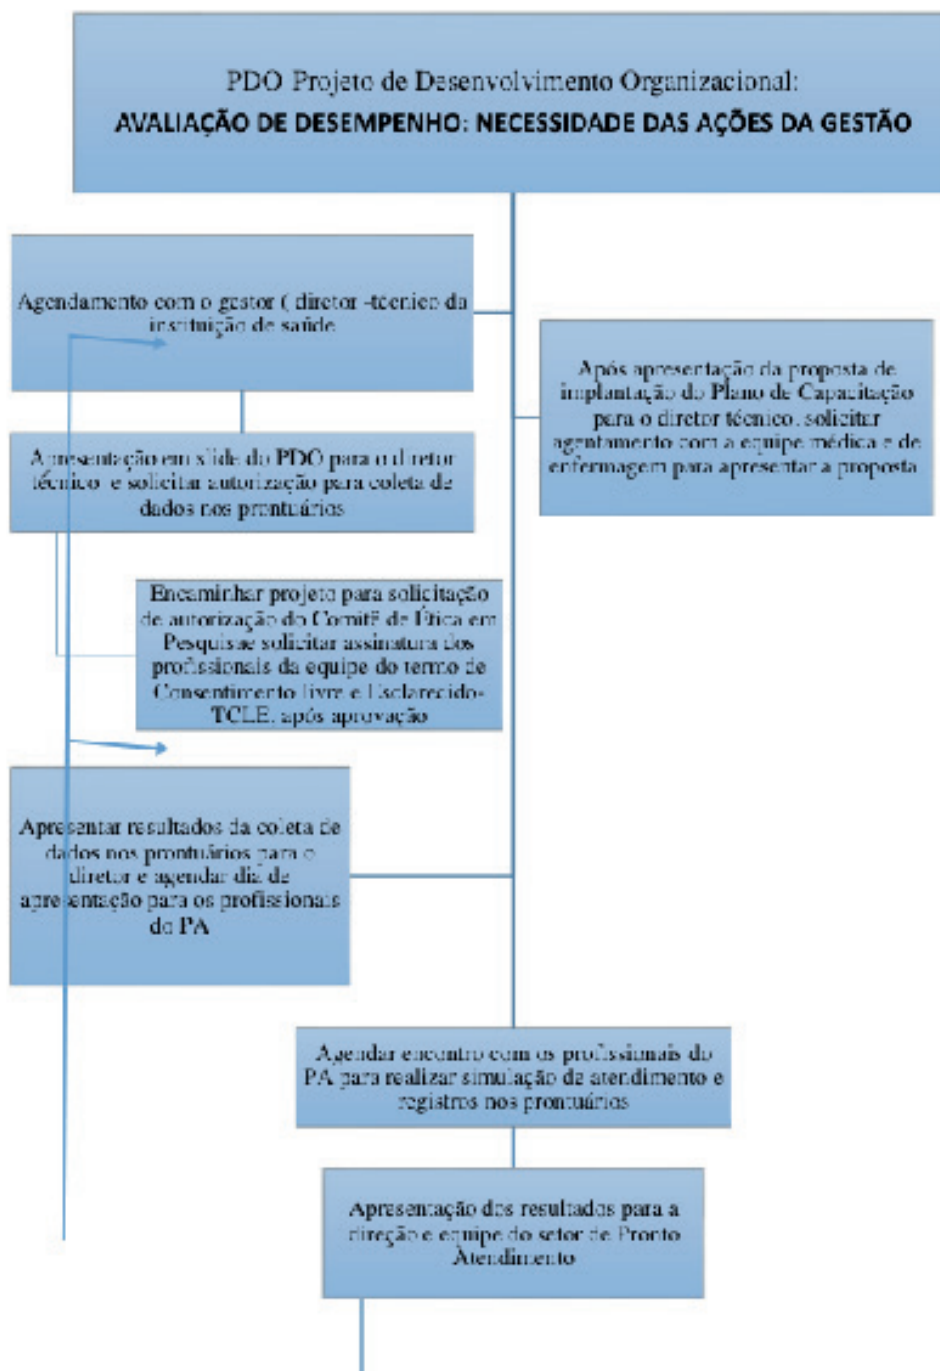 PDO Projeto de Desenvolvimento Organizacional:
AVALIAÇÃO DE DESEMPENHO: NECESSIDADE DAS AÇÕES DA GESTÃO
Agendamento com o gestor ( diretor -técnico da
instituição de saúde
Após apresentação da proposta de
implantação do Plano de Capacitação
para o diretor técnico, solicitar
agentamento com a equipe médica e de
enfermagem para apresentar a proposta
Apresentação em slide do PDO para o diretor
técnico e solicitar autorização para coleta de
dados nos prontuários
Encaminhar projeto para solicitação
de autorização do Comitê de Ética em
Pesquisae solicitar assinatura dos
profissionais da equipe do termo de
Consentimento livre e Esclarecido-
TCLE, após aprovação
Apresentar resultados da coleta de
dados nos prontuários para o
diretor e agendar dia de
apresentação para os profissionais
do PA
Agendar encontro com os profissionais do
PA para realizar simulação de atendimento e
registros nos prontuários
Apresentação dos resultados para a
direção e equipe do setor de Pronto
Atendimento